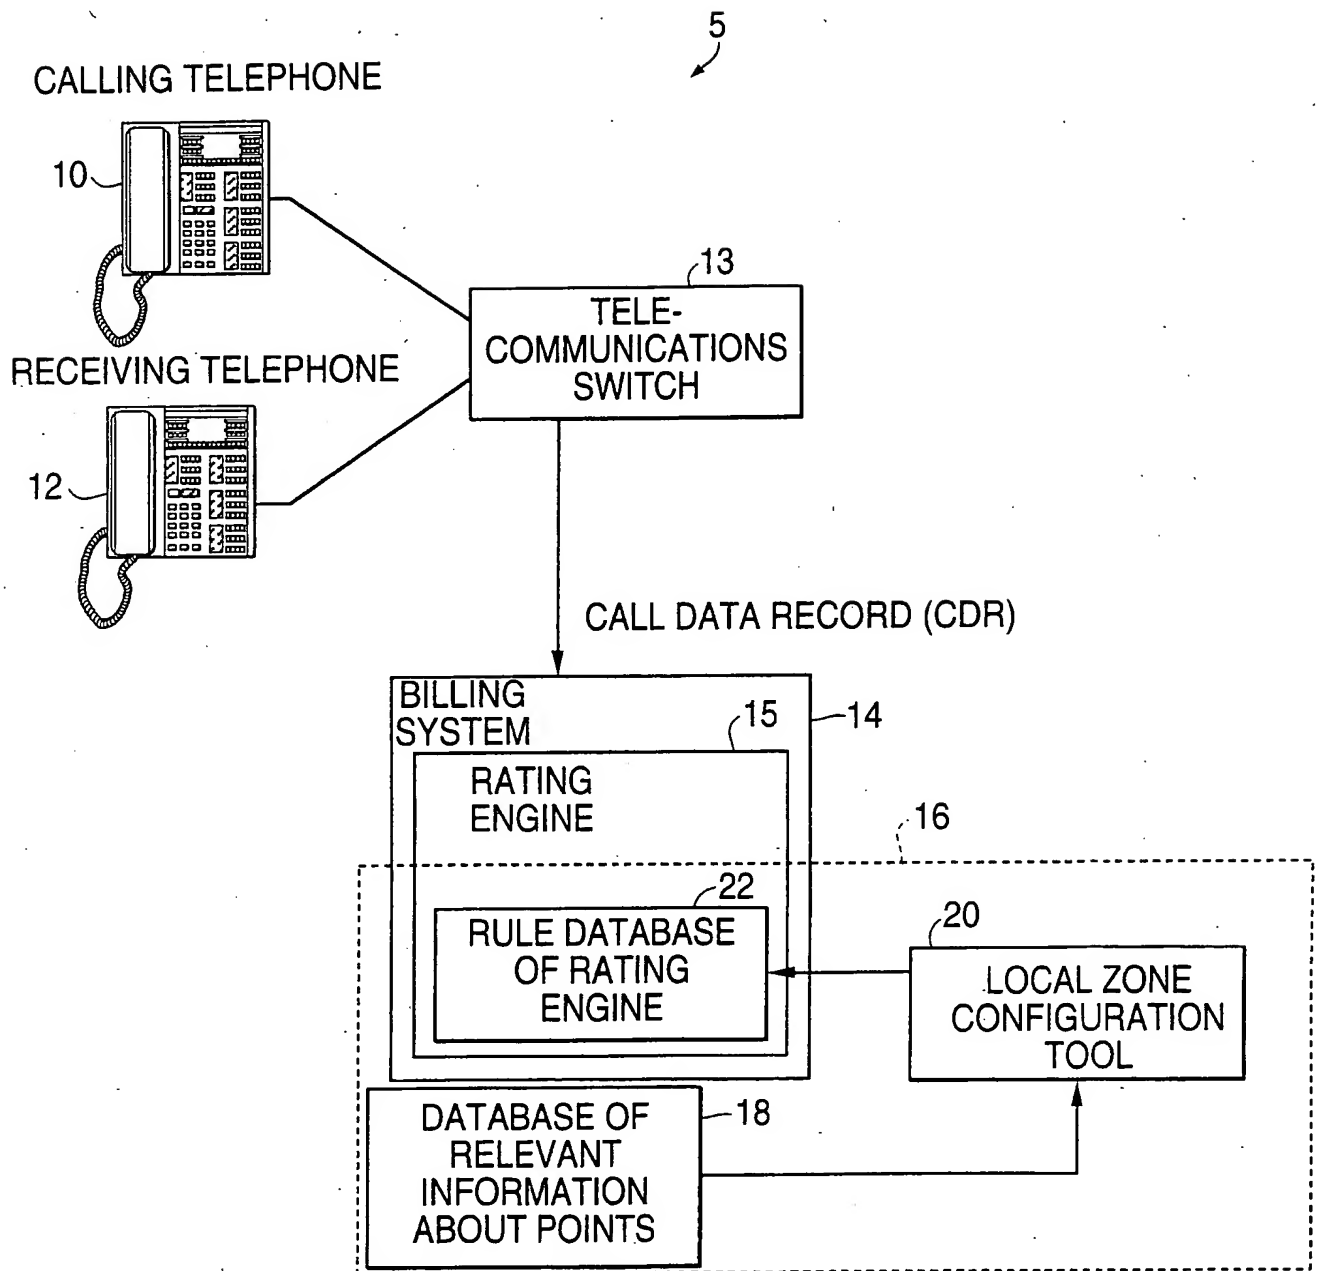 5
CALLING TELEPHONE
10
13
TELE-
COMMUNICATIONS
SWITCH
RECEIVING TELEPHONE
12
CALL DATA RECORD (CDR)
BILLING
SYSTEM
15
14
RATING
ENGINE
16
22
RULE DATABASE
OF RATING
ENGINE
20
LOCAL ZONE
CONFIGURATION
TOOL
DATABASE OF
RELEVANT
INFORMATION
ABOUT POINTS
18